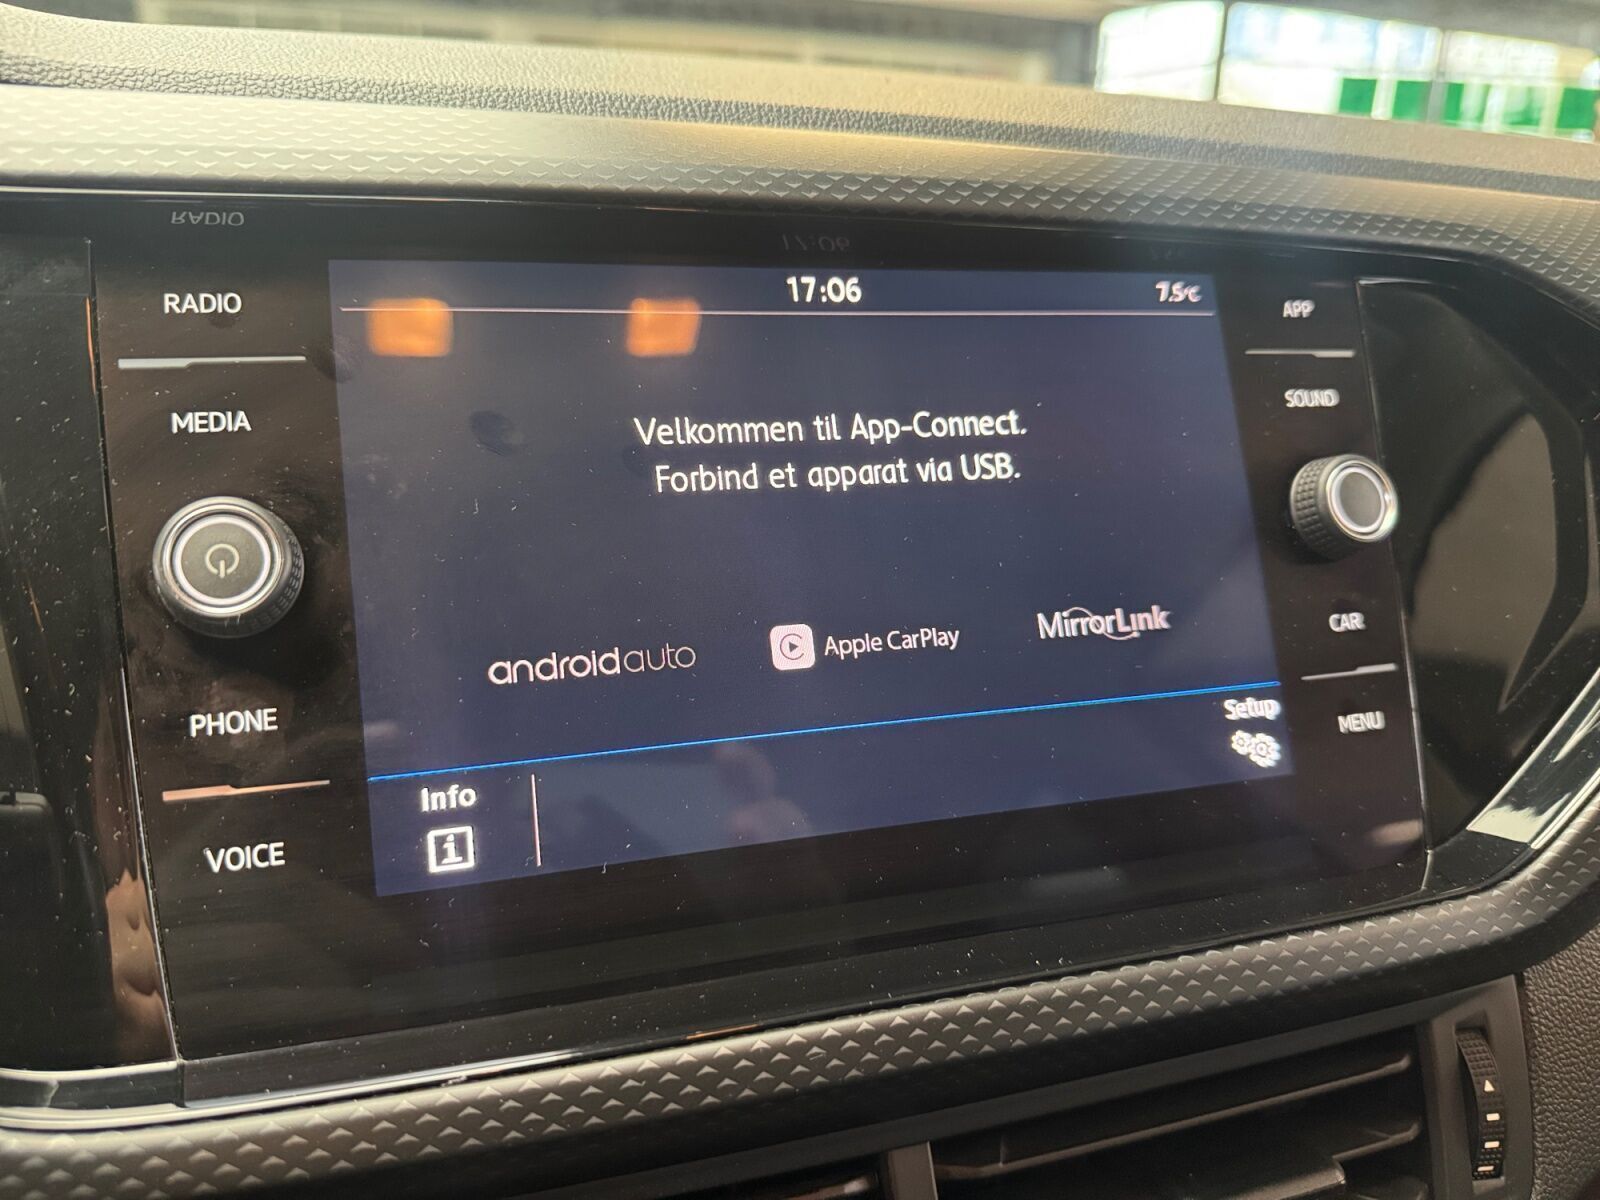 RADIO
MEDIA
PHONE
VOICE
17:06
7.5°C
Velkommen til App-Connect.
Forbind et apparat via USB.
androidauto
Apple CarPlay
MirrorLink
Setup
Info
i
APP
SOUND
CAR
MENU